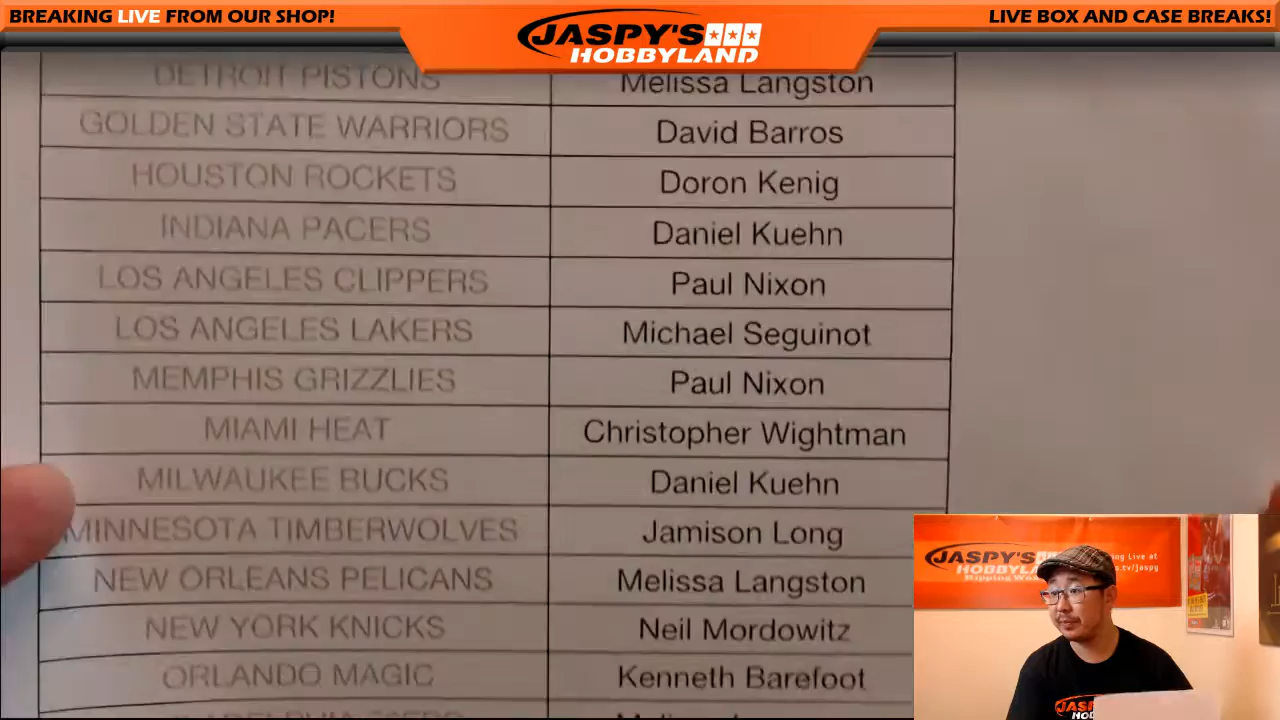 BREAKING LIVE FROM OUR SHOP!
JASPY'S
HOBBYLAND
LIVE BOX AND CASE BREAKS!
DETROIT PISTONS Melissa Langston
GOLDEN STATE WARRIORS David Barros
HOUSTON ROCKETS Doron Kenig
INDIANA PACERS Daniel Kuehn
LOS ANGELES CLIPPERS Paul Nixon
LOS ANGELES LAKERS Michael Seguinot
MEMPHIS GRIZZLIES Paul Nixon
MIAMI HEAT Christopher Wightman
MILWAUKEE BUCKS Daniel Kuehn
MINNESOTA TIMBERWOLVES Jamison Long
NEW ORLEANS PELICANS Melissa Langston
NEW YORK KNICKS Neil Mordowitz
ORLANDO MAGIC Kenneth Barefoot
JASPY'S
HOBBYLAND
Live at